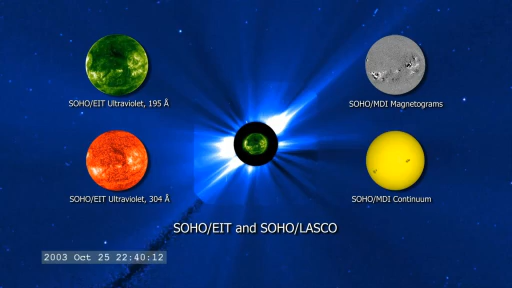 SOHO/EIT Ultraviolet, 195 Å
SOHO/MDI Magnetograms
SOHO/EIT Ultraviolet, 304 Å
SOHO/MDI Continuum
SOHO/EIT and SOHO/LASCO
2003 Oct 25 22:40:12